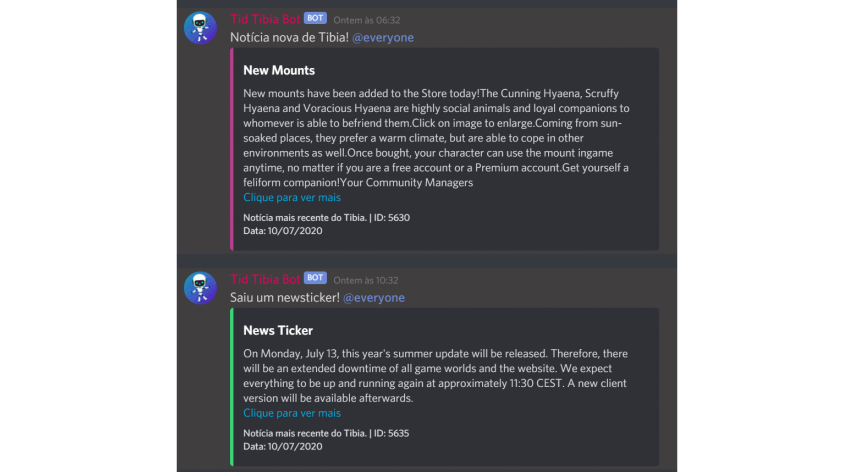 Tid Tibia Bot BOT Ontem às 06:32
Notícia nova de Tibia! @everyone
New Mounts
New mounts have been added to the Store today!The Cunning Hyaena, Scruffy
Hyaena and Voracious Hyaena are highly social animals and loyal companions to
whomever is able to befriend them.Click on image to enlarge.Coming from sun-
soaked places, they prefer a warm climate, but are able to cope in other
environments as well.Once bought, your character can use the mount ingame
anytime, no matter if you are a free account or a Premium account.Get yourself a
feliform companion!Your Community Managers
Clique para ver mais
Notícia mais recente do Tibia. | ID: 5630
Data: 10/07/2020
Tid Tibia Bot BOT Ontem às 10:32
Saiu um newsticker! @everyone
News Ticker
On Monday, July 13, this year's summer update will be released. Therefore, there
will be an extended downtime of all game worlds and the website. We expect
everything to be up and running again at approximately 11:30 CEST. A new client
version will be available afterwards.
Clique para ver mais
Notícia mais recente do Tibia. | ID: 5635
Data: 10/07/2020